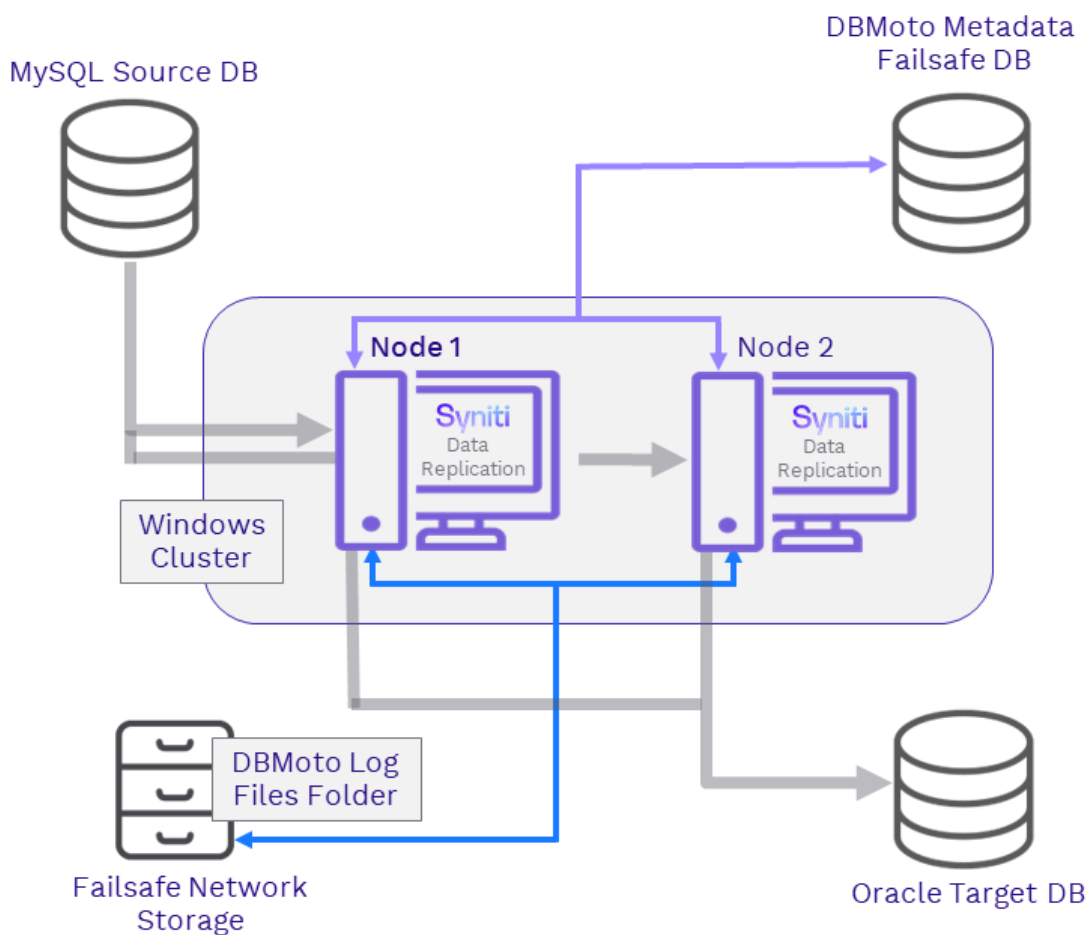 DBMoto Metadata
Failsafe DB
MySQL Source DB
Node 1
Node 2
Syniti
Data
Replication
Syniti
Data
Replication
Windows
Cluster
DBMoto Log
Files Folder
Failsafe Network
Storage
Oracle Target DB